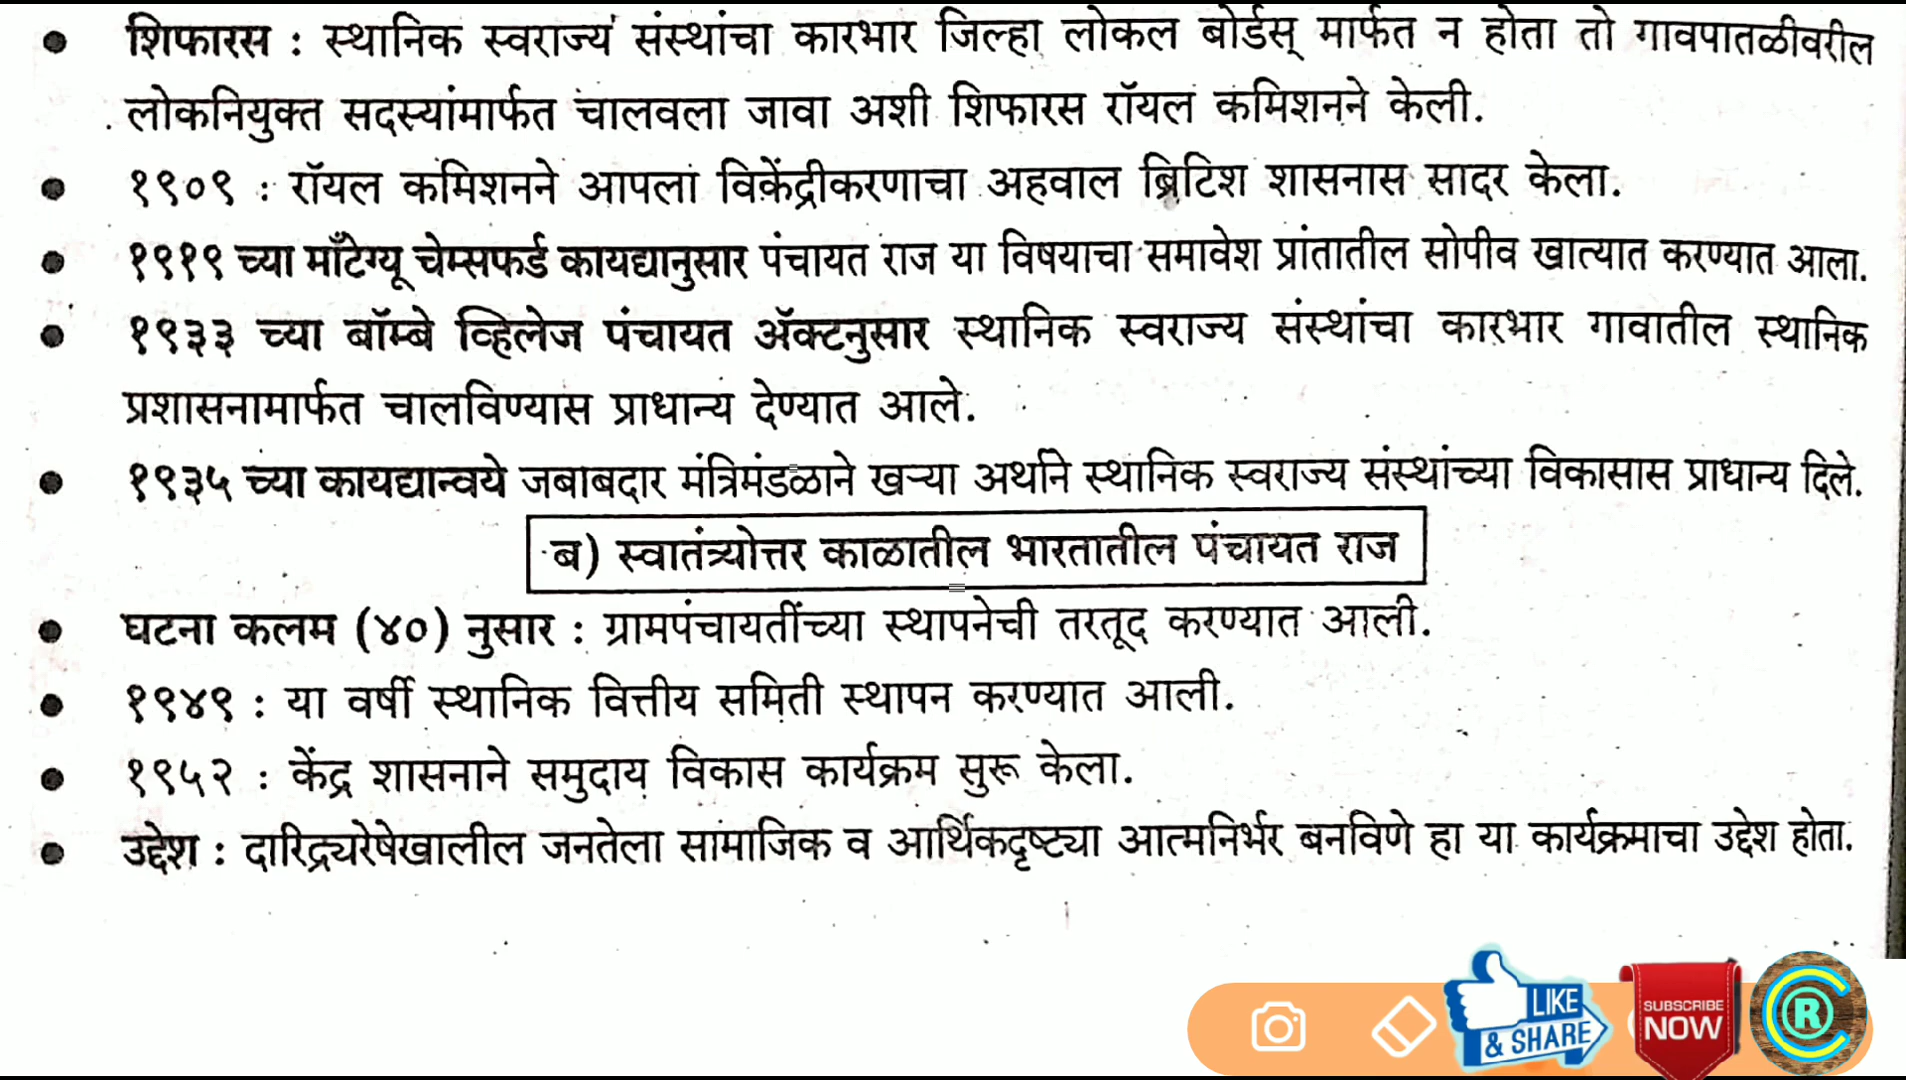 • शिफारस : स्थानिक स्वराज्य संस्थांचा कारभार जिल्हा लोकल बोर्डस् मार्फत न होता तो गावपातळीवरील
लोकनियुक्त सदस्यांमार्फत चालवला जावा अशी शिफारस रॉयल कमिशनने केली.
• १९०९ : रॉयल कमिशनने आपला विकेंद्रीकरणाचा अहवाल ब्रिटिश शासनास सादर केला.
• १९१९ च्या माँटेग्यू चेम्सफर्ड कायद्यानुसार पंचायत राज या विषयाचा समावेश प्रांतातील सोपीव खात्यात करण्यात आला.
• १९३३ च्या बॉम्बे व्हिलेज पंचायत ॲक्टनुसार स्थानिक स्वराज्य संस्थांचा कारभार गावातील स्थानिक
प्रशासनामार्फत चालविण्यास प्राधान्य देण्यात आले.
• १९३५ च्या कायद्यान्वये जबाबदार मंत्रिमंडळाने खऱ्या अर्थाने स्थानिक स्वराज्य संस्थांच्या विकासास प्राधान्य दिले.
ब) स्वातंत्र्योत्तर काळातील भारतातील पंचायत राज
• घटना कलम (४०) नुसार : ग्रामपंचायतींच्या स्थापनेची तरतूद करण्यात आली.
• १९४९ : या वर्षी स्थानिक वित्तीय समिती स्थापन करण्यात आली.
• १९५२ : केंद्र शासनाने समुदाय विकास कार्यक्रम सुरू केला.
• उद्देश : दारिद्र्यरेषेखालील जनतेला सामाजिक व आर्थिकदृष्ट्या आत्मनिर्भर बनविणे हा या कार्यक्रमाचा उद्देश होता.
LIKE
& SHARE
SUBSCRIBE
NOW
R